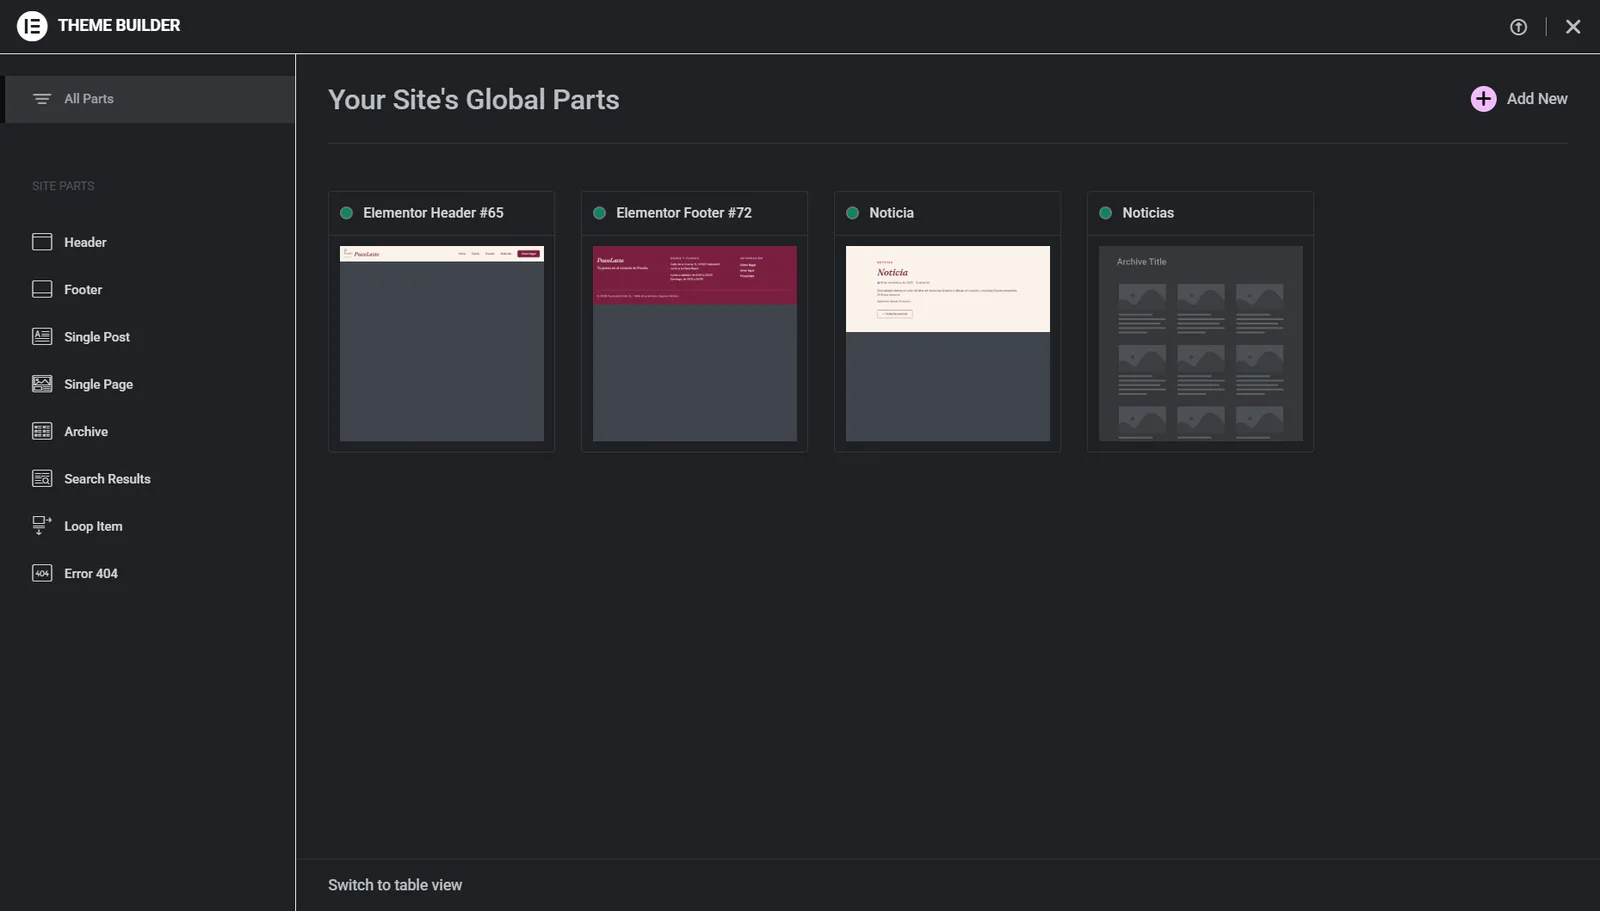 THEME BUILDER
All Parts
SITE PARTS
Header
Footer
Single Post
Single Page
Archive
Search Results
Loop Item
Error 404
Your Site's Global Parts
Add New
Elementor Header #65
Elementor Footer #72
Noticia
Noticias
NOTICIAS
Noticia
Archive Title
Switch to table view